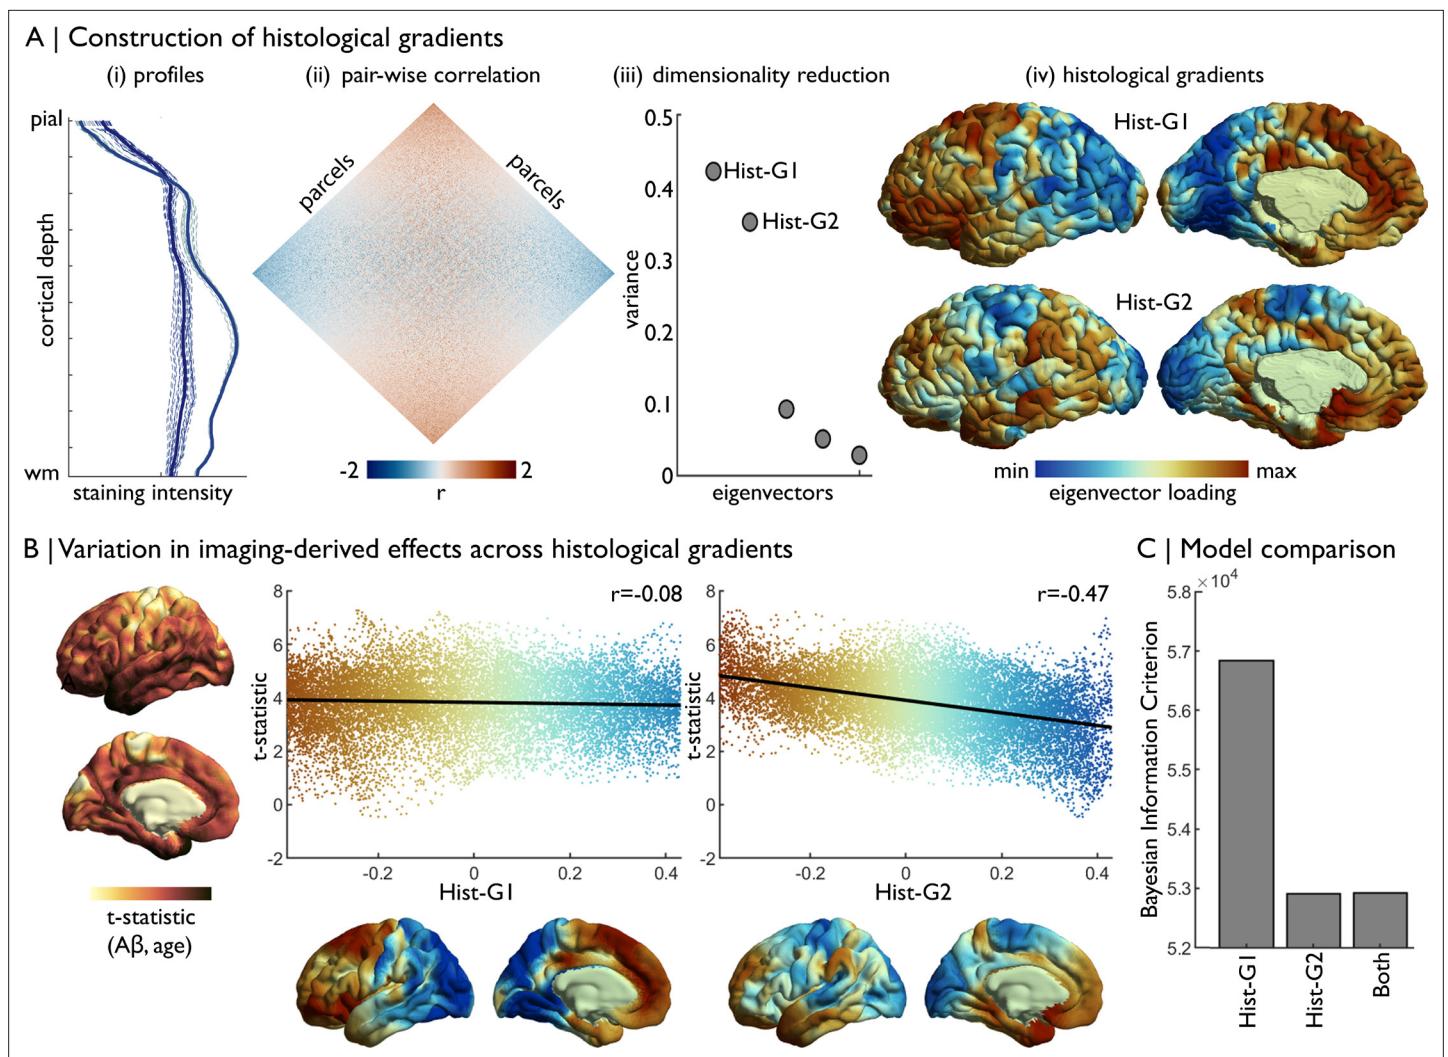 A | Construction of histological gradients
(i) profiles
(ii) pair-wise correlation
(iii) dimensionality reduction
(iv) histological gradients
pial
cortical depth
wm
staining intensity
parcels
parcels
-2
2
r
0.5
0.4
0.3
0.2
0.1
0
variance
Hist-G1
Hist-G2
eigenvectors
Hist-G1
Hist-G2
min
max
eigenvector loading
B | Variation in imaging-derived effects across histological gradients
t-statistic
(Aβ, age)
8
6
4
2
0
-2
t-statistic
r=-0.08
-0.2
0
0.2
0.4
Hist-G1
8
6
4
2
0
-2
t-statistic
r=-0.47
-0.2
0
0.2
0.4
Hist-G2
C | Model comparison
×10⁴
5.8
5.7
5.6
5.5
5.4
5.3
5.2
Bayesian Information Criterion
Hist-G1
Hist-G2
Both